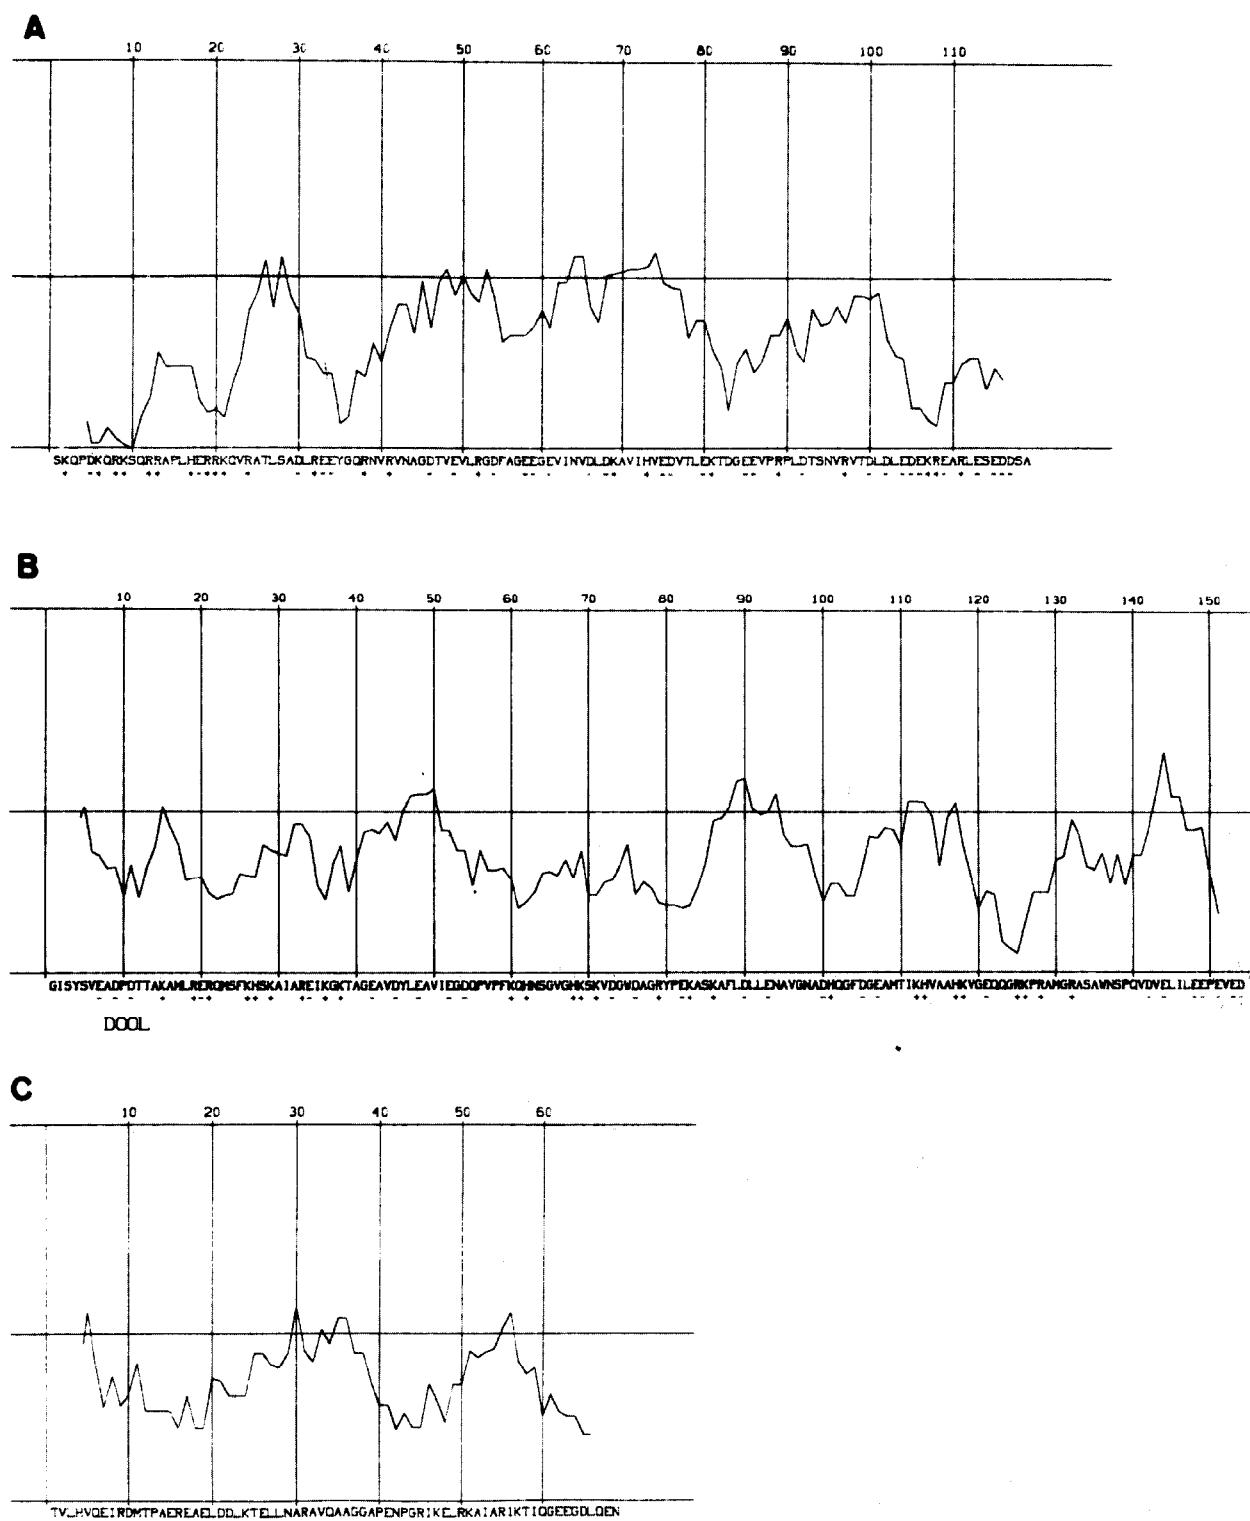 A
10 20 30 40 50 60 70 80 90 100 110
SKQPDKQRKSQRRAPLHERRKQVRATLSADLREEYGQRNVRVNAGDTVEVLRGDFAGEEGEVINVDLDKAVIHVEDVTLEKTDGEEVPRPLDTSNVRVTDLDLEDEKREARLESEDDSA
B
10 20 30 40 50 60 70 80 90 100 110 120 130 140 150
GISYSVEADPDTTAKAMLRERQMSFKHSKAIAREIKGKTAGEAVDYLEAVIEGDQPVPFKQHNSGVGHKSKVDGWDAGRYPEKASKAFLDLLENAVGNADHQGFDGEAMTIKHVAAHKVGEQQGRKPRAMGRASAWNSPQVDVELILEEPEVED
DOOL
C
10 20 30 40 50 60
TVLHVQEIRDMTPAEREAELDDLKTELLNARAVQAAGGAPENPGRIKELRKAIARIKTIQGEEGDLQEN